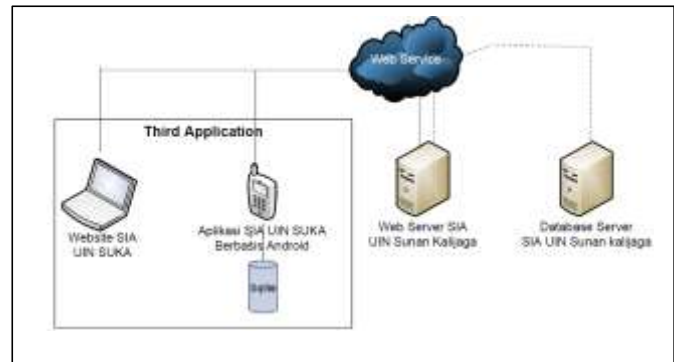 Web Service
Third Application
Website SIA
UIN SUKA
Aplikasi SIA UIN SUKA
Berbasis Android
Sqlite
Web Server SIA
UIN Sunan Kalijaga
Database Server
SIA UIN Sunan kalijaga